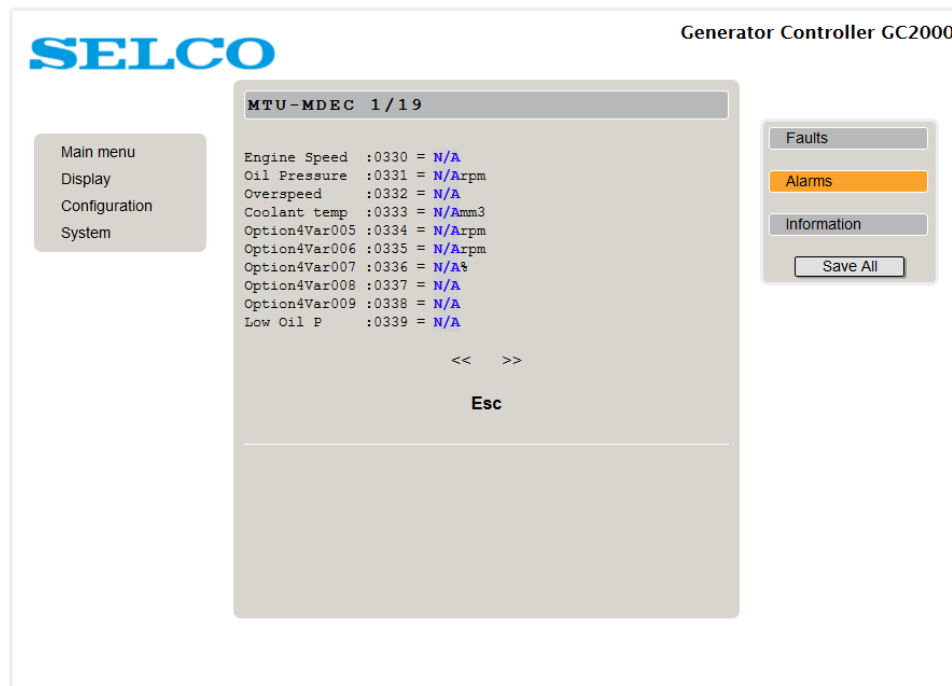 SELCO
Generator Controller GC2000
MTU-MDEC 1/19
Main menu
Display
Configuration
System
Engine Speed :0330 = N/A
Oil Pressure :0331 = N/Arpm
Overspeed :0332 = N/A
Coolant temp :0333 = N/Amm3
Option4Var005 :0334 = N/Arpm
Option4Var006 :0335 = N/Arpm
Option4Var007 :0336 = N/A%
Option4Var008 :0337 = N/A
Option4Var009 :0338 = N/A
Low Oil P :0339 = N/A
<< >>
Esc
Faults
Alarms
Information
Save All